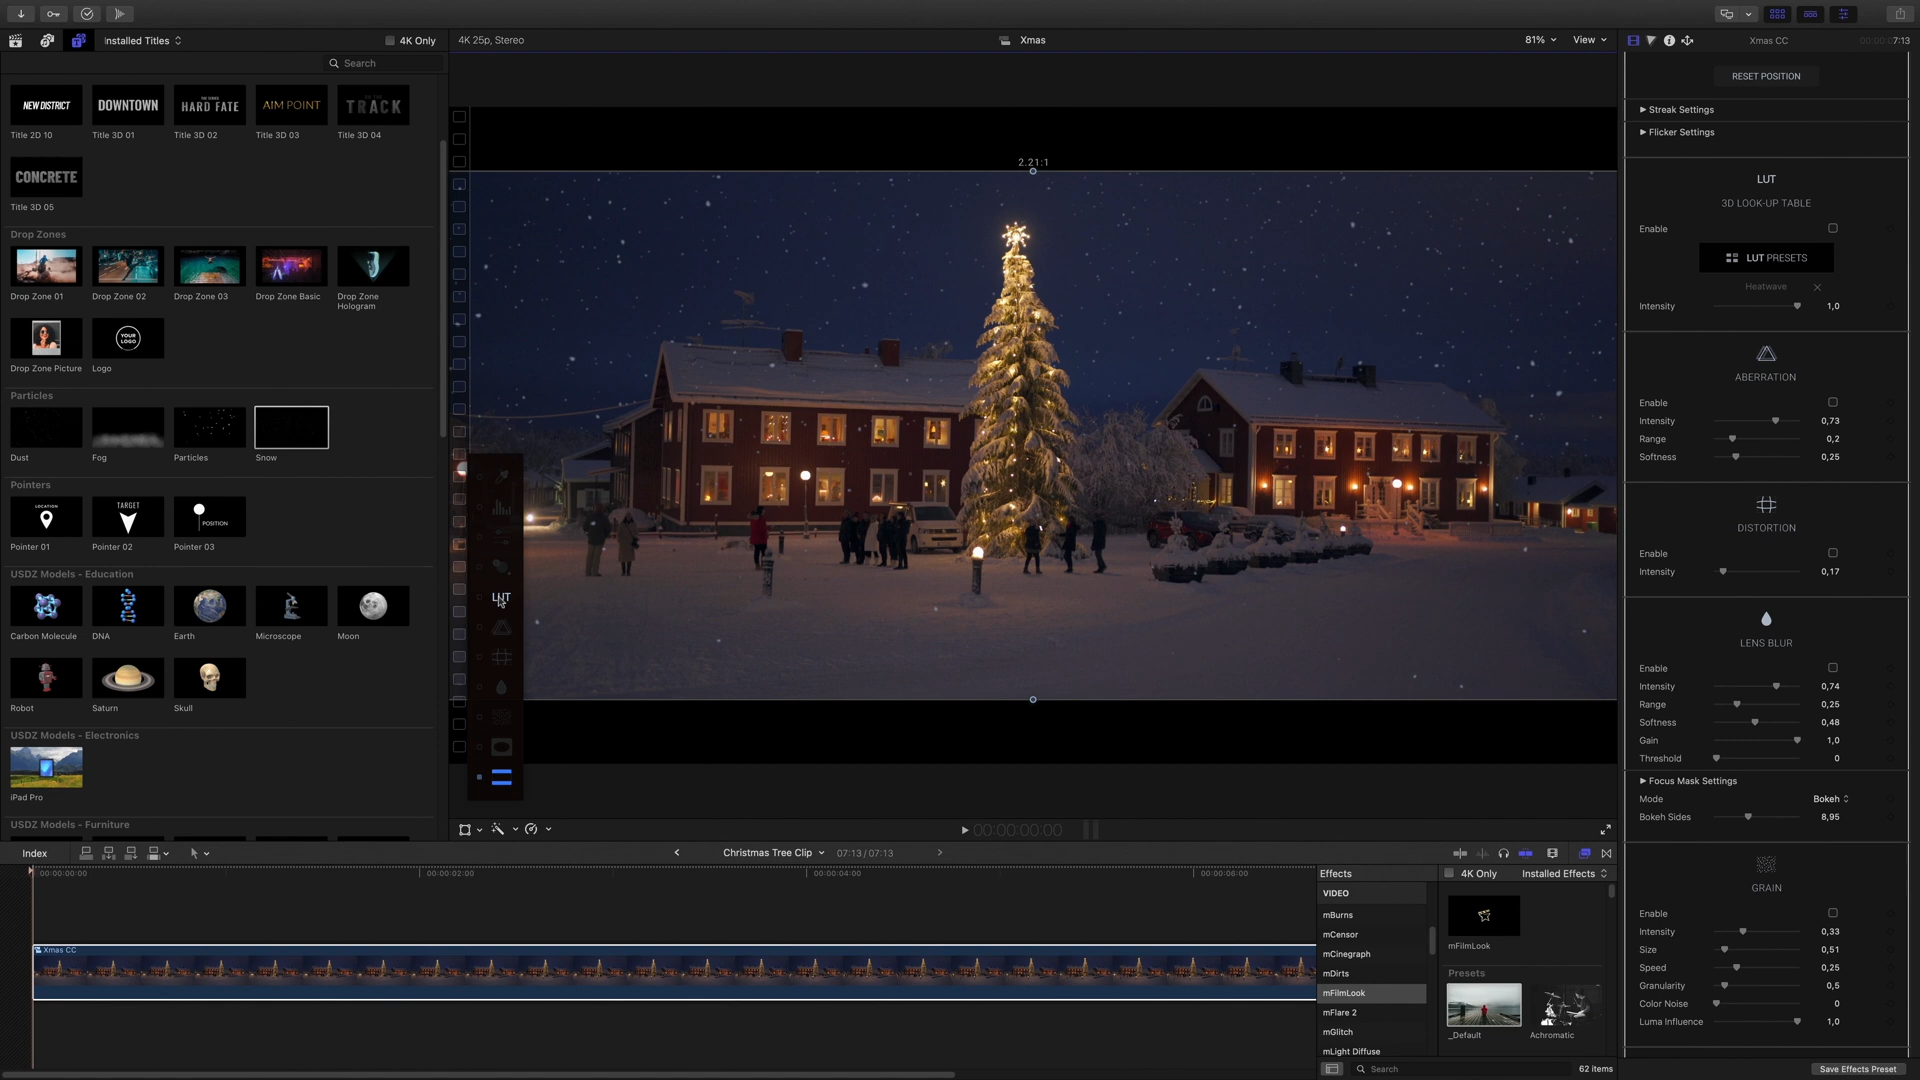 Installed Titles
4K Only
4K 25p, Stereo
Xmas
81%
View
Xmas CC
00:00:07:13
Search
NEW DISTRICT
DOWNTOWN
HARD FATE
AIM POINT
TRACK
Title 2D 10
Title 3D 01
Title 3D 02
Title 3D 03
Title 3D 04
CONCRETE
Title 3D 05
Drop Zones
Drop Zone 01
Drop Zone 02
Drop Zone 03
Drop Zone Basic
Drop Zone
Hologram
YOUR
LOGO
Drop Zone Picture
Logo
Particles
Dust
Fog
Particles
Snow
Pointers
LOCATION
TARGET
POSITION
Pointer 01
Pointer 02
Pointer 03
USDZ Models - Education
Carbon Molecule
DNA
Earth
Microscope
Moon
Robot
Saturn
Skull
USDZ Models - Electronics
iPad Pro
USDZ Models - Furniture
2.21:1
LUT
00:00:00:00
RESET POSITION
Streak Settings
Flicker Settings
LUT
3D LOOK-UP TABLE
Enable
LUT PRESETS
Heatwave
Intensity 1,0
ABERRATION
Enable
Intensity 0,73
Range 0,2
Softness 0,25
DISTORTION
Enable
Intensity 0,17
LENS BLUR
Enable
Intensity 0,74
Range 0,25
Softness 0,48
Gain 1,0
Threshold 0
Focus Mask Settings
Mode Bokeh
Bokeh Sides 8,95
GRAIN
Enable
Intensity 0,33
Size 0,51
Speed 0,25
Granularity 0,5
Color Noise 0
Luma Influence 1,0
Save Effects Preset
Index
Christmas Tree Clip
07:13 / 07:13
00:00:00:00
00:00:02:00
00:00:04:00
00:00:06:00
Xmas CC
Effects
4K Only
Installed Effects
VIDEO
mBurns
mCensor
mCinegraph
mDirts
mFilmLook
mFlare 2
mGlitch
mLight Diffuse
mFilmLook
Presets
_Default
Achromatic
Search
62 items